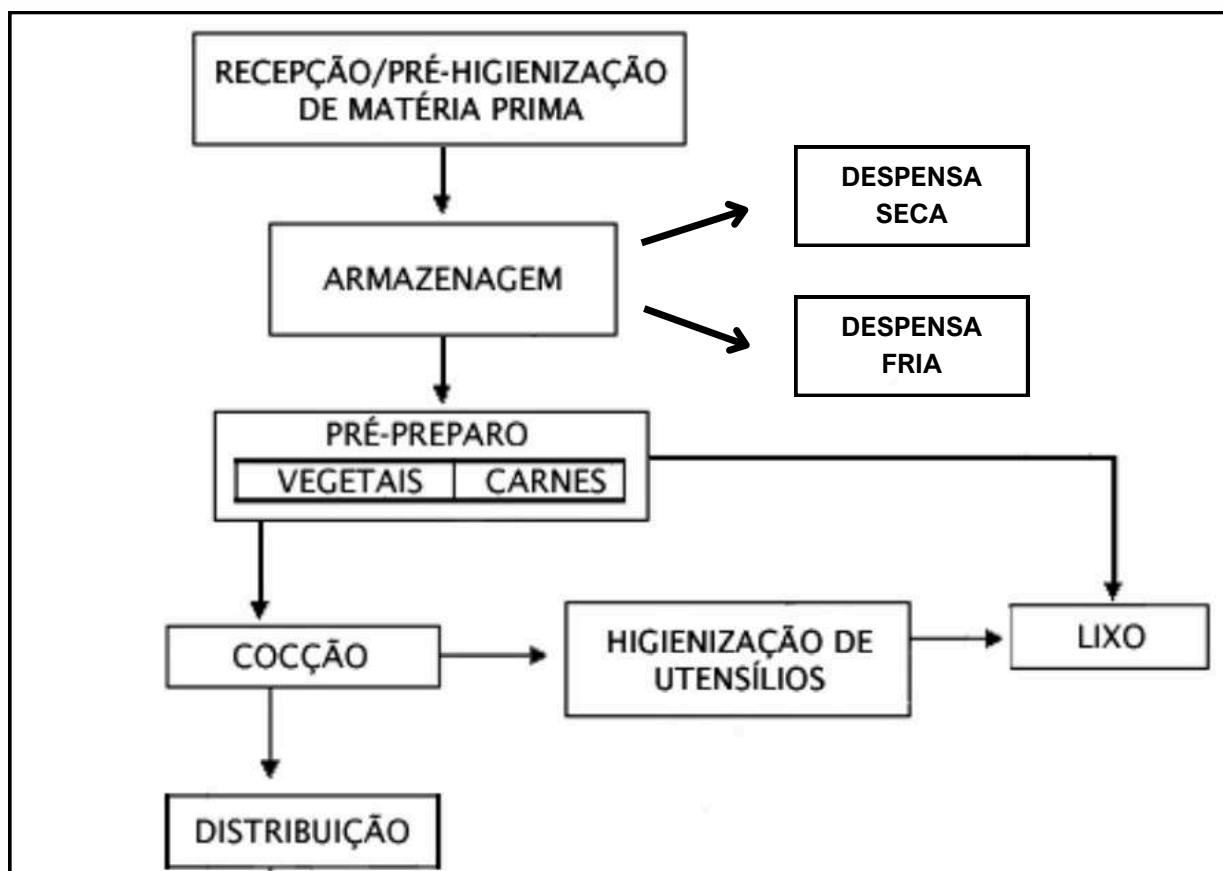 RECEPÇÃO/PRÉ-HIGIENIZAÇÃO
DE MATÉRIA PRIMA
ARMAZENAGEM
DESPENSA
SECA
DESPENSA
FRIA
PRÉ-PREPARO
VEGETAIS CARNES
COCÇÃO
HIGIENIZAÇÃO DE
UTENSÍLIOS
LIXO
DISTRIBUIÇÃO